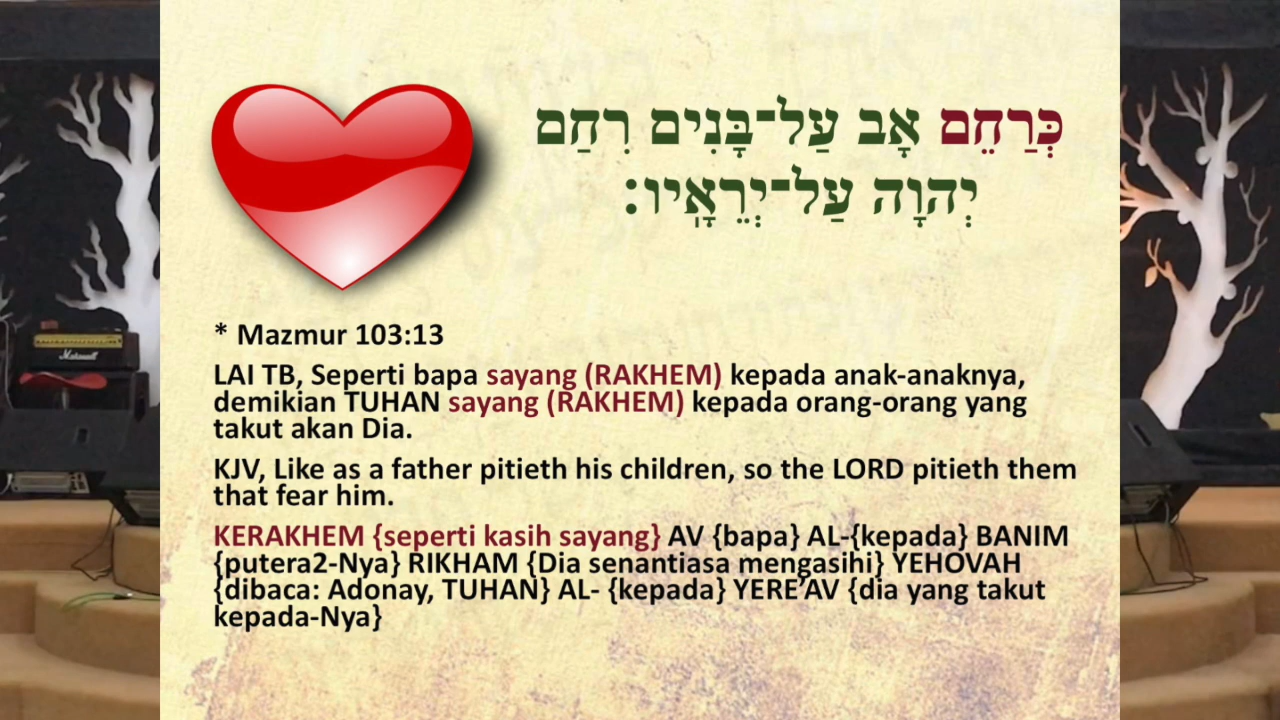 כְּרַחֵם אָב עַל־בָּנִים רִחַם
יְהוָה עַל־יְרֵאָֽיו׃
* Mazmur 103:13
LAI TB, Seperti bapa sayang (RAKHEM) kepada anak-anaknya,
demikian TUHAN sayang (RAKHEM) kepada orang-orang yang
takut akan Dia.
KJV, Like as a father pitieth his children, so the LORD pitieth them
that fear him.
KERAKHEM {seperti kasih sayang} AV {bapa} AL-{kepada} BANIM
{putera2-Nya} RIKHAM {Dia senantiasa mengasihi} YEHOVAH
{dibaca: Adonay, TUHAN} AL- {kepada} YERE’AV {dia yang takut
kepada-Nya}
Marshall